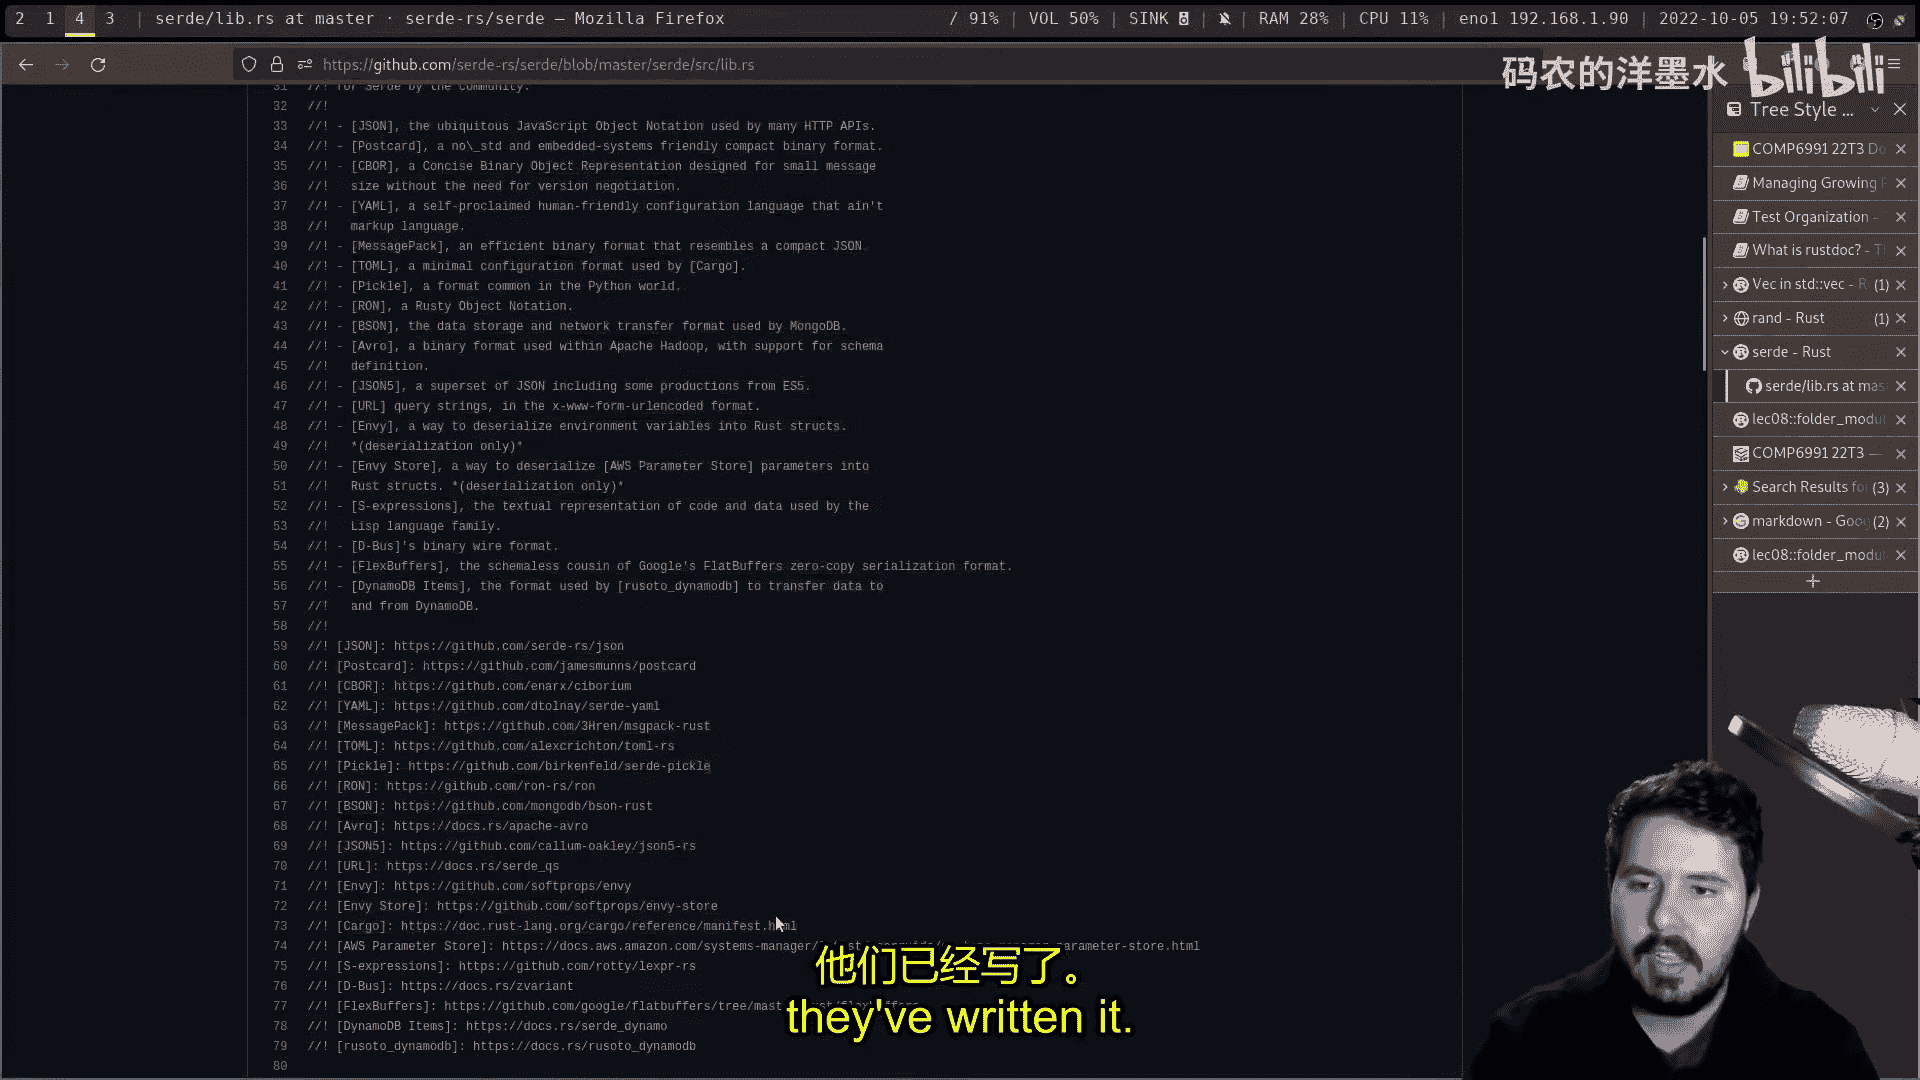 2 1 4 3 | serde/lib.rs at master · serde-rs/serde — Mozilla Firefox
/ 91% | VOL 50% | SINK | | RAM 28% | CPU 11% | eno1 192.168.1.90 | 2022-10-05 19:52:07
https://github.com/serde-rs/serde/blob/master/serde/src/lib.rs
码农的洋墨水 bilibili
31 //! for Serde by the community.
32 //!
33 //! - [JSON], the ubiquitous JavaScript Object Notation used by many HTTP APIs.
34 //! - [Postcard], a no\_std and embedded-systems friendly compact binary format.
35 //! - [CBOR], a Concise Binary Object Representation designed for small message
36 //!   size without the need for version negotiation.
37 //! - [YAML], a self-proclaimed human-friendly configuration language that ain't
38 //!   markup language.
39 //! - [MessagePack], an efficient binary format that resembles a compact JSON.
40 //! - [TOML], a minimal configuration format used by [Cargo].
41 //! - [Pickle], a format common in the Python world.
42 //! - [RON], a Rusty Object Notation.
43 //! - [BSON], the data storage and network transfer format used by MongoDB.
44 //! - [Avro], a binary format used within Apache Hadoop, with support for schema
45 //!   definition.
46 //! - [JSON5], a superset of JSON including some productions from ES5.
47 //! - [URL] query strings, in the x-www-form-urlencoded format.
48 //! - [Envy], a way to deserialize environment variables into Rust structs.
49 //!   *(deserialization only)*
50 //! - [Envy Store], a way to deserialize [AWS Parameter Store] parameters into
51 //!   Rust structs. *(deserialization only)*
52 //! - [S-expressions], the textual representation of code and data used by the
53 //!   Lisp language family.
54 //! - [D-Bus]'s binary wire format.
55 //! - [FlexBuffers], the schemaless cousin of Google's FlatBuffers zero-copy serialization format.
56 //! - [DynamoDB Items], the format used by [rusoto_dynamodb] to transfer data to
57 //!   and from DynamoDB.
58 //!
59 //! [JSON]: https://github.com/serde-rs/json
60 //! [Postcard]: https://github.com/jamesmunns/postcard
61 //! [CBOR]: https://github.com/enarx/ciborium
62 //! [YAML]: https://github.com/dtolnay/serde-yaml
63 //! [MessagePack]: https://github.com/3Hren/msgpack-rust
64 //! [TOML]: https://github.com/alexcrichton/toml-rs
65 //! [Pickle]: https://github.com/birkenfeld/serde-pickle
66 //! [RON]: https://github.com/ron-rs/ron
67 //! [BSON]: https://github.com/mongodb/bson-rust
68 //! [Avro]: https://docs.rs/apache-avro
69 //! [JSON5]: https://github.com/callum-oakley/json5-rs
70 //! [URL]: https://docs.rs/serde_qs
71 //! [Envy]: https://github.com/softprops/envy
72 //! [Envy Store]: https://github.com/softprops/envy-store
73 //! [Cargo]: https://doc.rust-lang.org/cargo/reference/manifest.html
74 //! [AWS Parameter Store]: https://docs.aws.amazon.com/systems-manager/ parameter-store.html
75 //! [S-expressions]: https://github.com/rotty/lexpr-rs
76 //! [D-Bus]: https://docs.rs/zvariant
77 //! [FlexBuffers]: https://github.com/google/flatbuffers/tree/mast
78 //! [DynamoDB Items]: https://docs.rs/serde_dynamo
79 //! [rusoto_dynamodb]: https://docs.rs/rusoto_dynamodb
80
Tree Style ...
COMP6991 22T3 Do
Managing Growing
Test Organization -
What is rustdoc? - T
Vec in std::vec - R (1)
rand - Rust (1)
serde - Rust
serde/lib.rs at mas
lec08::folder_modu
COMP6991 22T3 —
Search Results fo (3)
markdown - Goo (2)
lec08::folder_modu
他们已经写了。
they've written it.